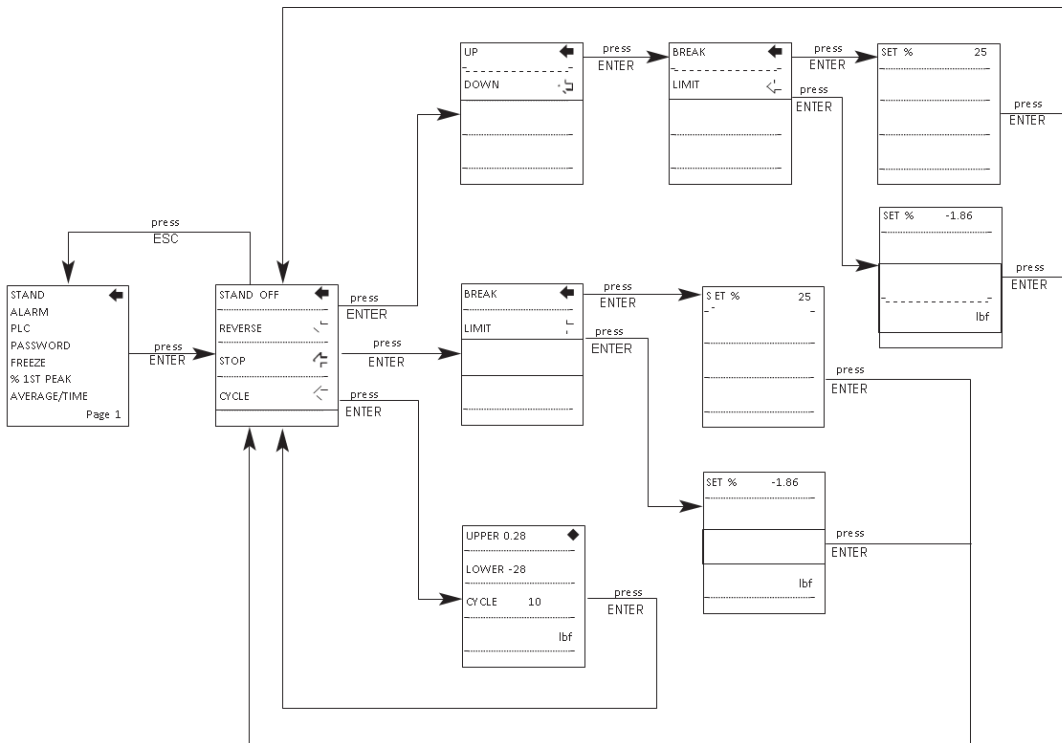 UP
DOWN
press
ENTER
BREAK
LIMIT
press
ENTER
press
ENTER
SET % 25
press
ENTER
SET % -1.86
lbf
press
ENTER
press
ESC
STAND
ALARM
PLC
PASSWORD
FREEZE
% 1ST PEAK
AVERAGE/TIME
Page 1
press
ENTER
STAND OFF
REVERSE
STOP
CYCLE
press
ENTER
press
ENTER
press
ENTER
BREAK
LIMIT
press
ENTER
press
ENTER
SET % 25
press
ENTER
SET % -1.86
lbf
press
ENTER
UPPER 0.28
LOWER -28
CYCLE 10
lbf
press
ENTER